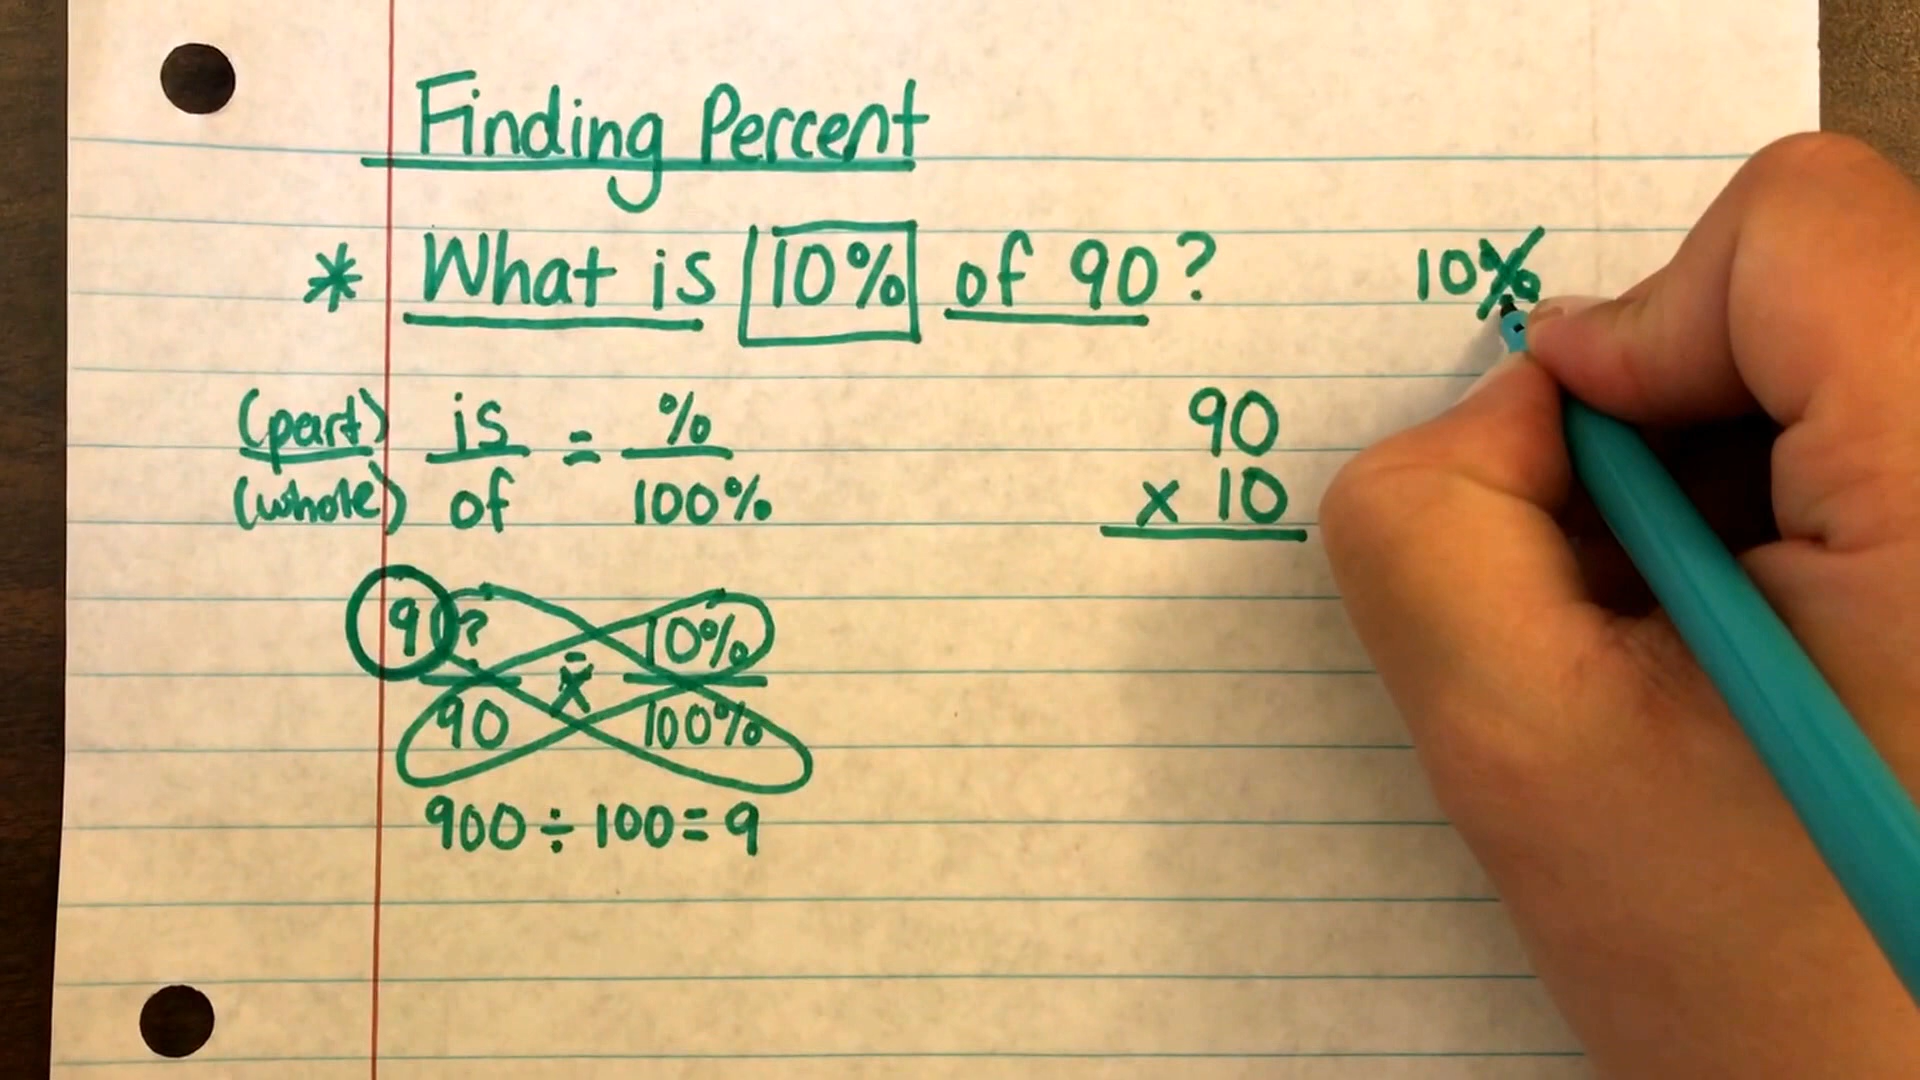 Finding Percent
* What is 10% of 90?
10%
(part) is = %
(whole) of 100%
90
x 10
9 ? 10%
=
x
90 100%
900 ÷ 100 = 9